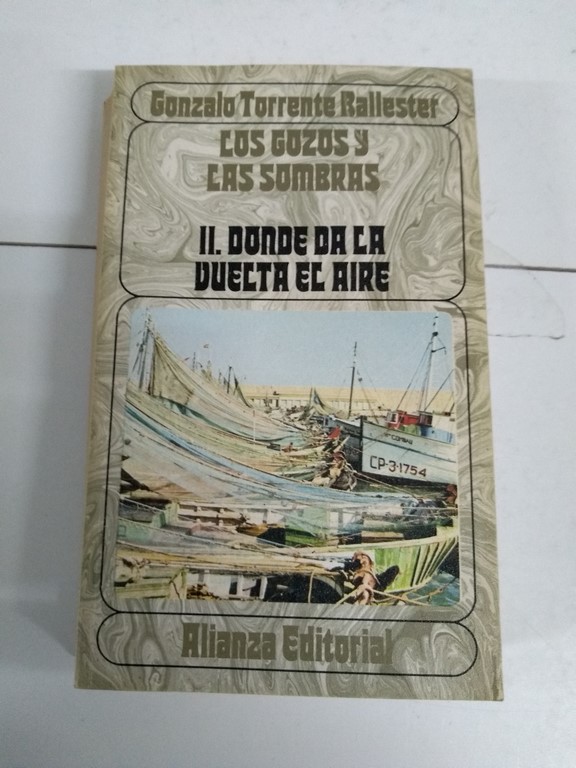 Gonzalo Torrente Ballester
LOS GOZOS Y
LAS SOMBRAS
II. DONDE DA LA
VUELTA EL AIRE
CP-3-1754
Alianza Editorial